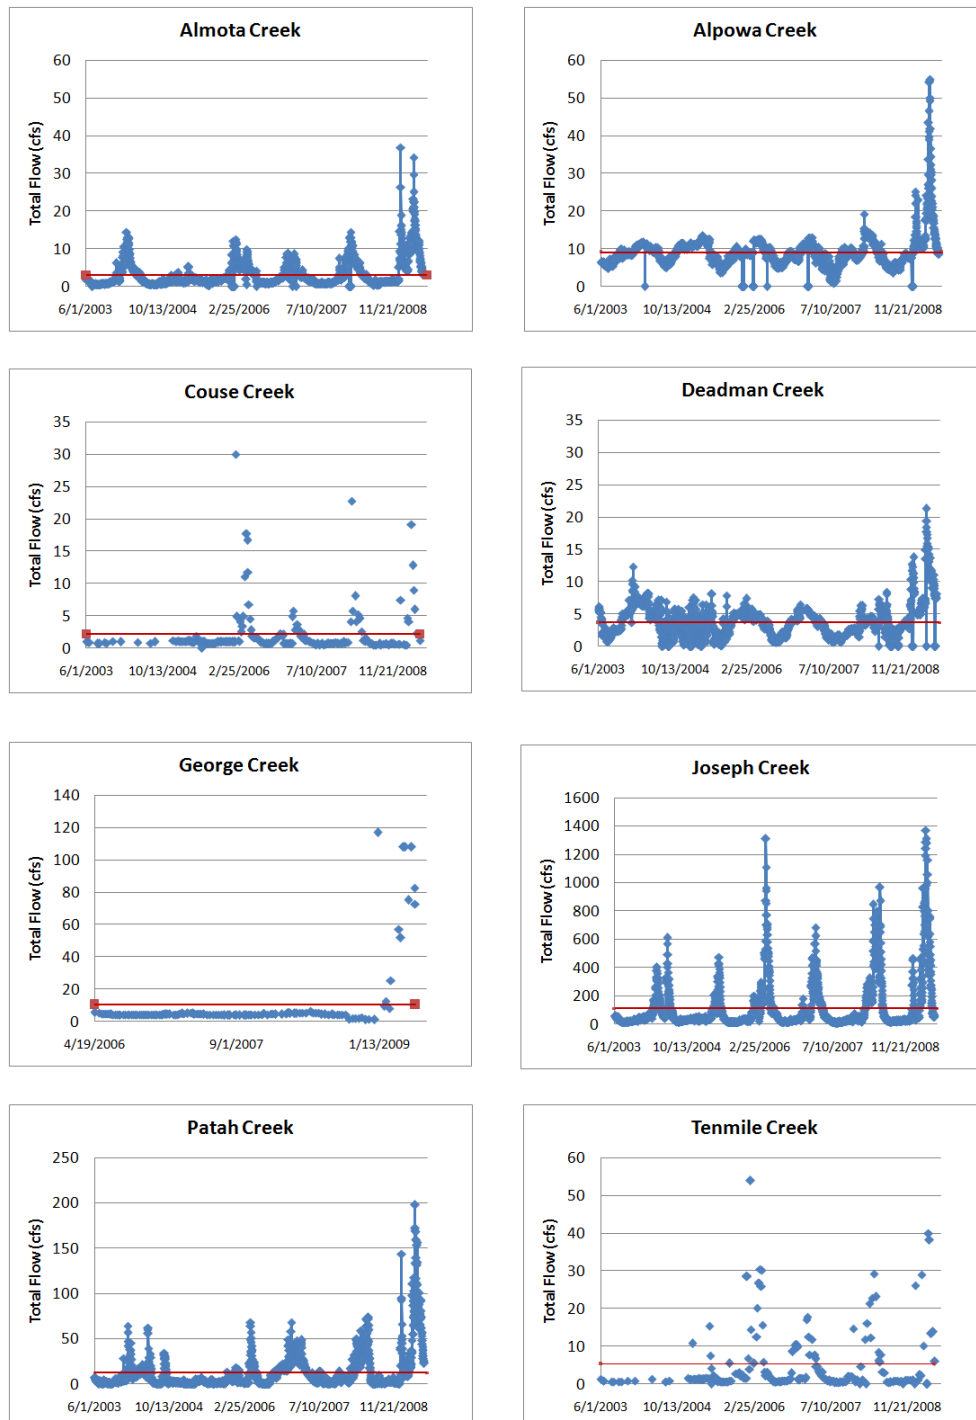 Almota Creek
Total Flow (cfs)
60
50
40
30
20
10
0
6/1/2003 10/13/2004 2/25/2006 7/10/2007 11/21/2008
Alpowa Creek
Total Flow (cfs)
60
50
40
30
20
10
0
6/1/2003 10/13/2004 2/25/2006 7/10/2007 11/21/2008
Couse Creek
Total Flow (cfs)
35
30
25
20
15
10
5
0
6/1/2003 10/13/2004 2/25/2006 7/10/2007 11/21/2008
Deadman Creek
Total Flow (cfs)
35
30
25
20
15
10
5
0
6/1/2003 10/13/2004 2/25/2006 7/10/2007 11/21/2008
George Creek
Total Flow (cfs)
140
120
100
80
60
40
20
0
4/19/2006 9/1/2007 1/13/2009
Joseph Creek
Total Flow (cfs)
1600
1400
1200
1000
800
600
400
200
0
6/1/2003 10/13/2004 2/25/2006 7/10/2007 11/21/2008
Patah Creek
Total Flow (cfs)
250
200
150
100
50
0
6/1/2003 10/13/2004 2/25/2006 7/10/2007 11/21/2008
Tenmile Creek
Total Flow (cfs)
60
50
40
30
20
10
0
6/1/2003 10/13/2004 2/25/2006 7/10/2007 11/21/2008